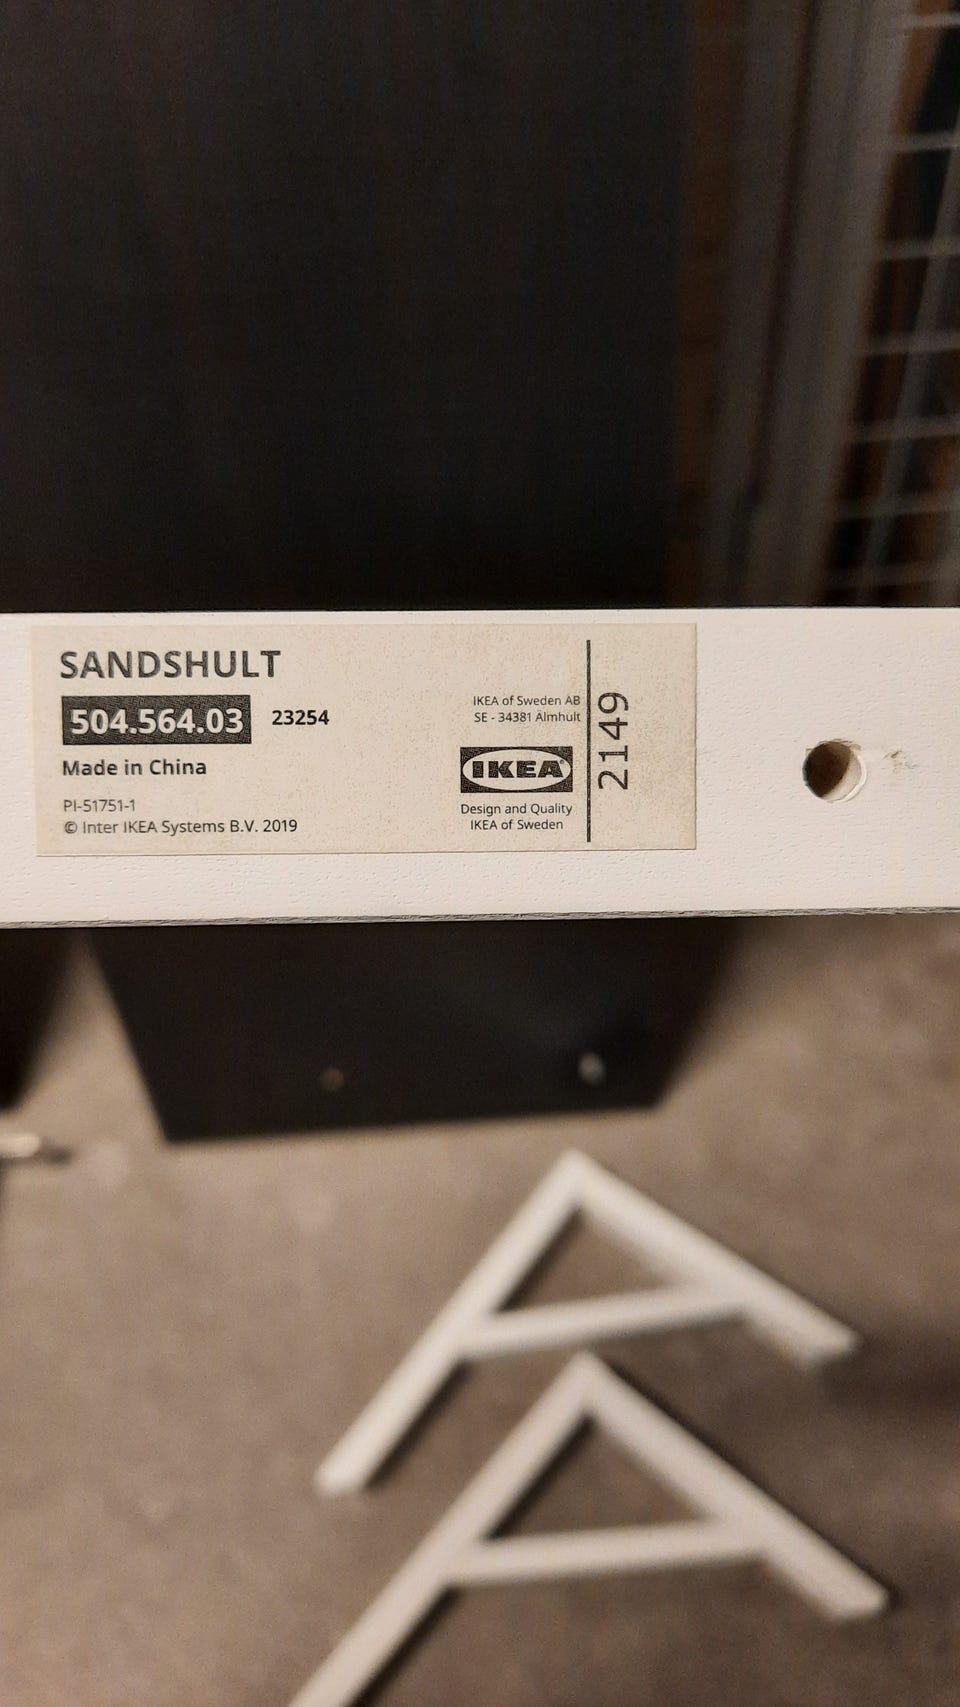 SANDSHULT
504.564.03 23254
Made in China
PI-51751-1
© Inter IKEA Systems B.V. 2019
IKEA of Sweden AB
SE - 34381 Älmhult
IKEA®
Design and Quality
IKEA of Sweden
2149